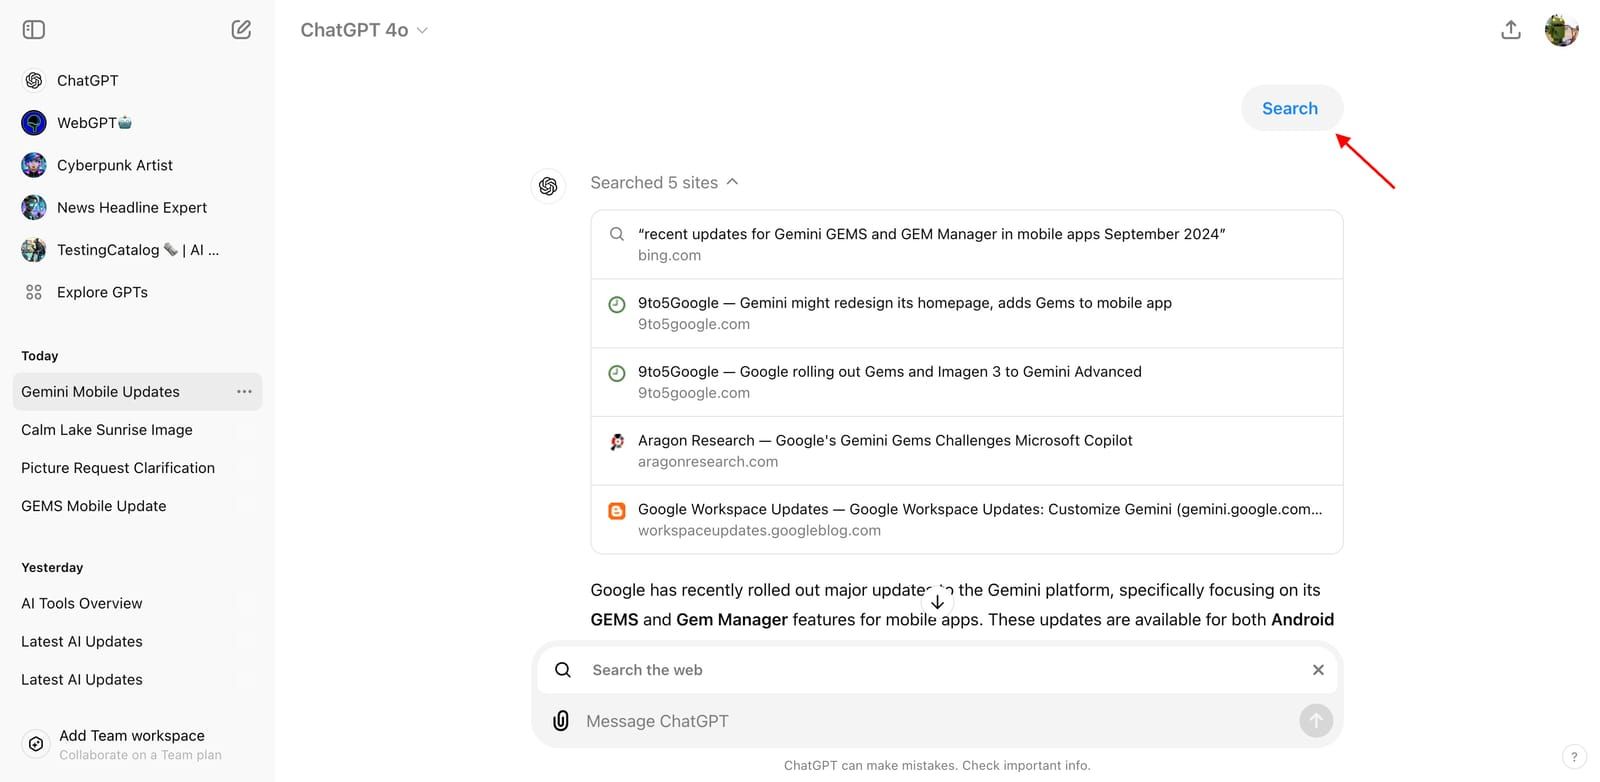 ChatGPT 4o
ChatGPT
WebGPT
Cyberpunk Artist
News Headline Expert
TestingCatalog 🗞️ | AI ...
Explore GPTs
Today
Gemini Mobile Updates
Calm Lake Sunrise Image
Picture Request Clarification
GEMS Mobile Update
Yesterday
AI Tools Overview
Latest AI Updates
Latest AI Updates
Add Team workspace
Collaborate on a Team plan
Search
Searched 5 sites
“recent updates for Gemini GEMS and GEM Manager in mobile apps September 2024”
bing.com
9to5Google — Gemini might redesign its homepage, adds Gems to mobile app
9to5google.com
9to5Google — Google rolling out Gems and Imagen 3 to Gemini Advanced
9to5google.com
Aragon Research — Google's Gemini Gems Challenges Microsoft Copilot
aragonresearch.com
Google Workspace Updates — Google Workspace Updates: Customize Gemini (gemini.google.com...
workspaceupdates.googleblog.com
Google has recently rolled out major updates to the Gemini platform, specifically focusing on its
GEMS and Gem Manager features for mobile apps. These updates are available for both Android
Search the web
Message ChatGPT
ChatGPT can make mistakes. Check important info.
?